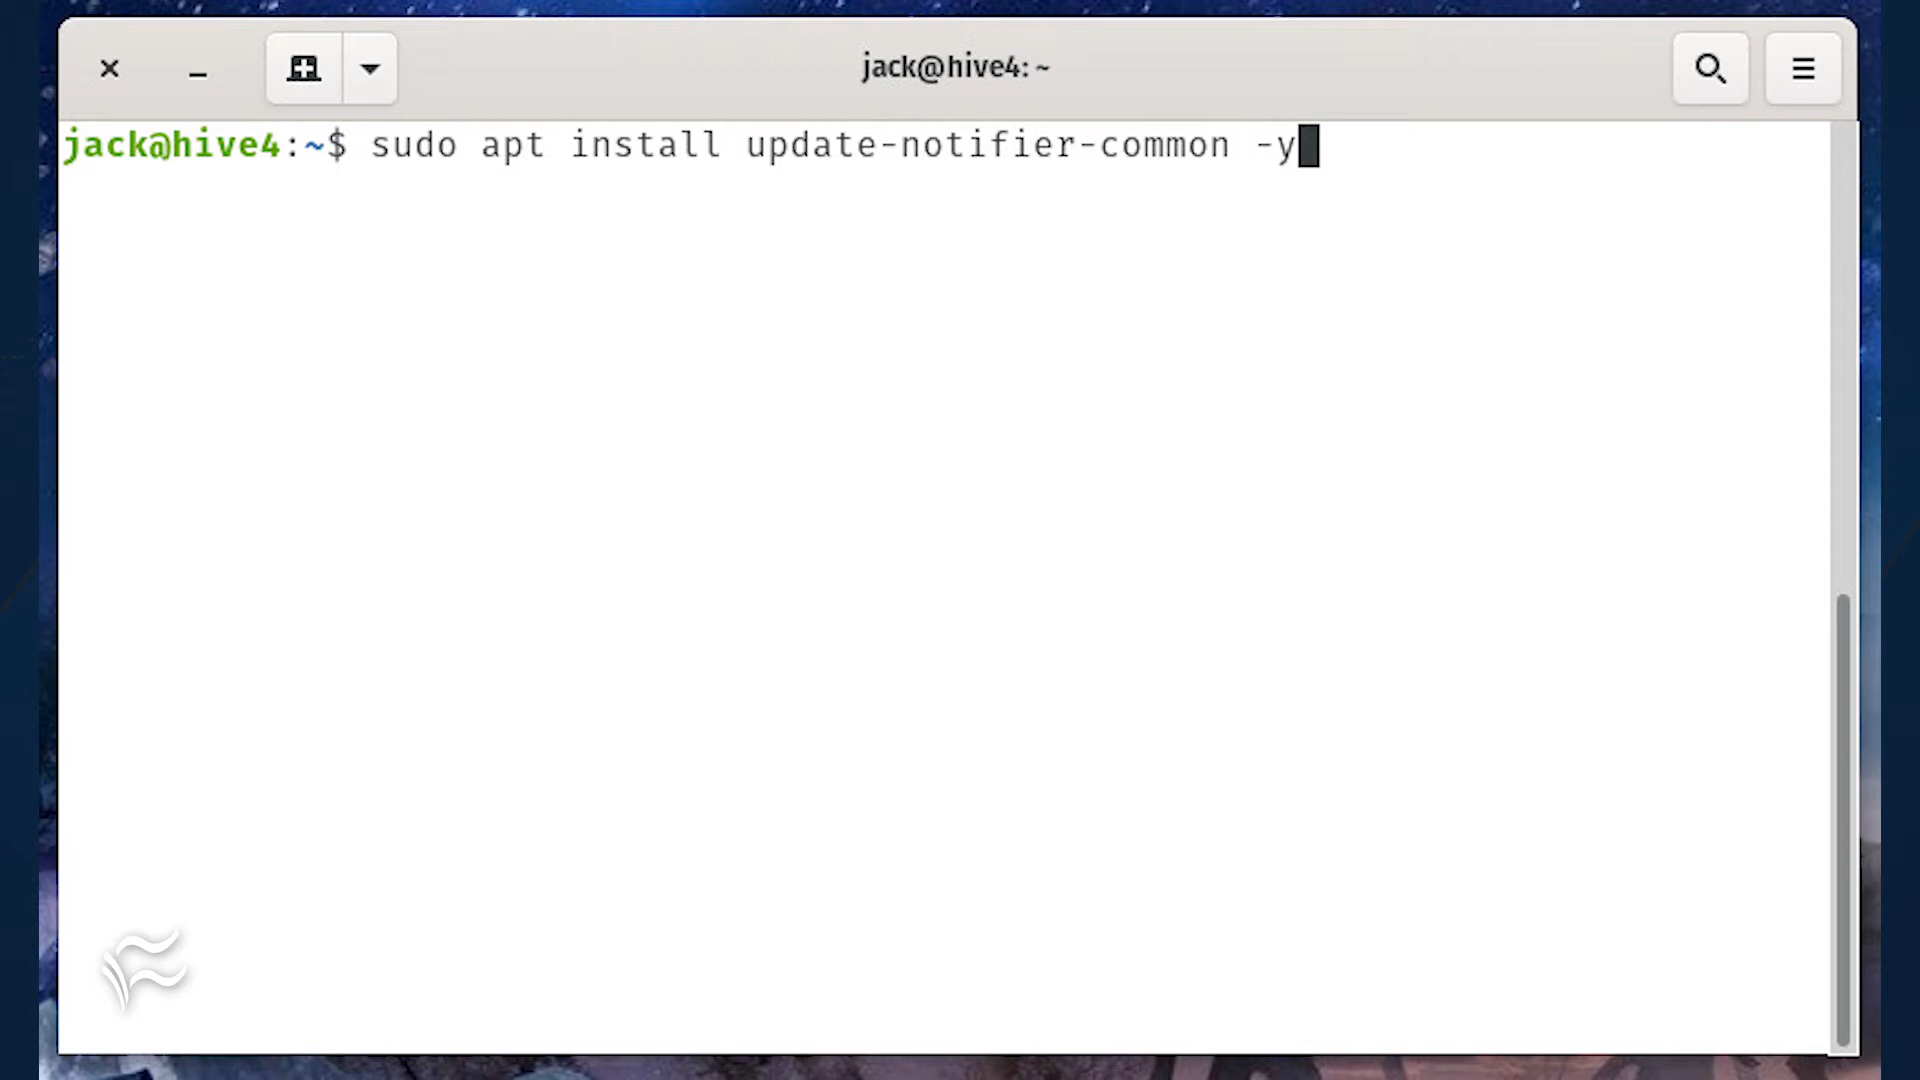 jack@hive4: ~
jack@hive4:~$ sudo apt install update-notifier-common -y